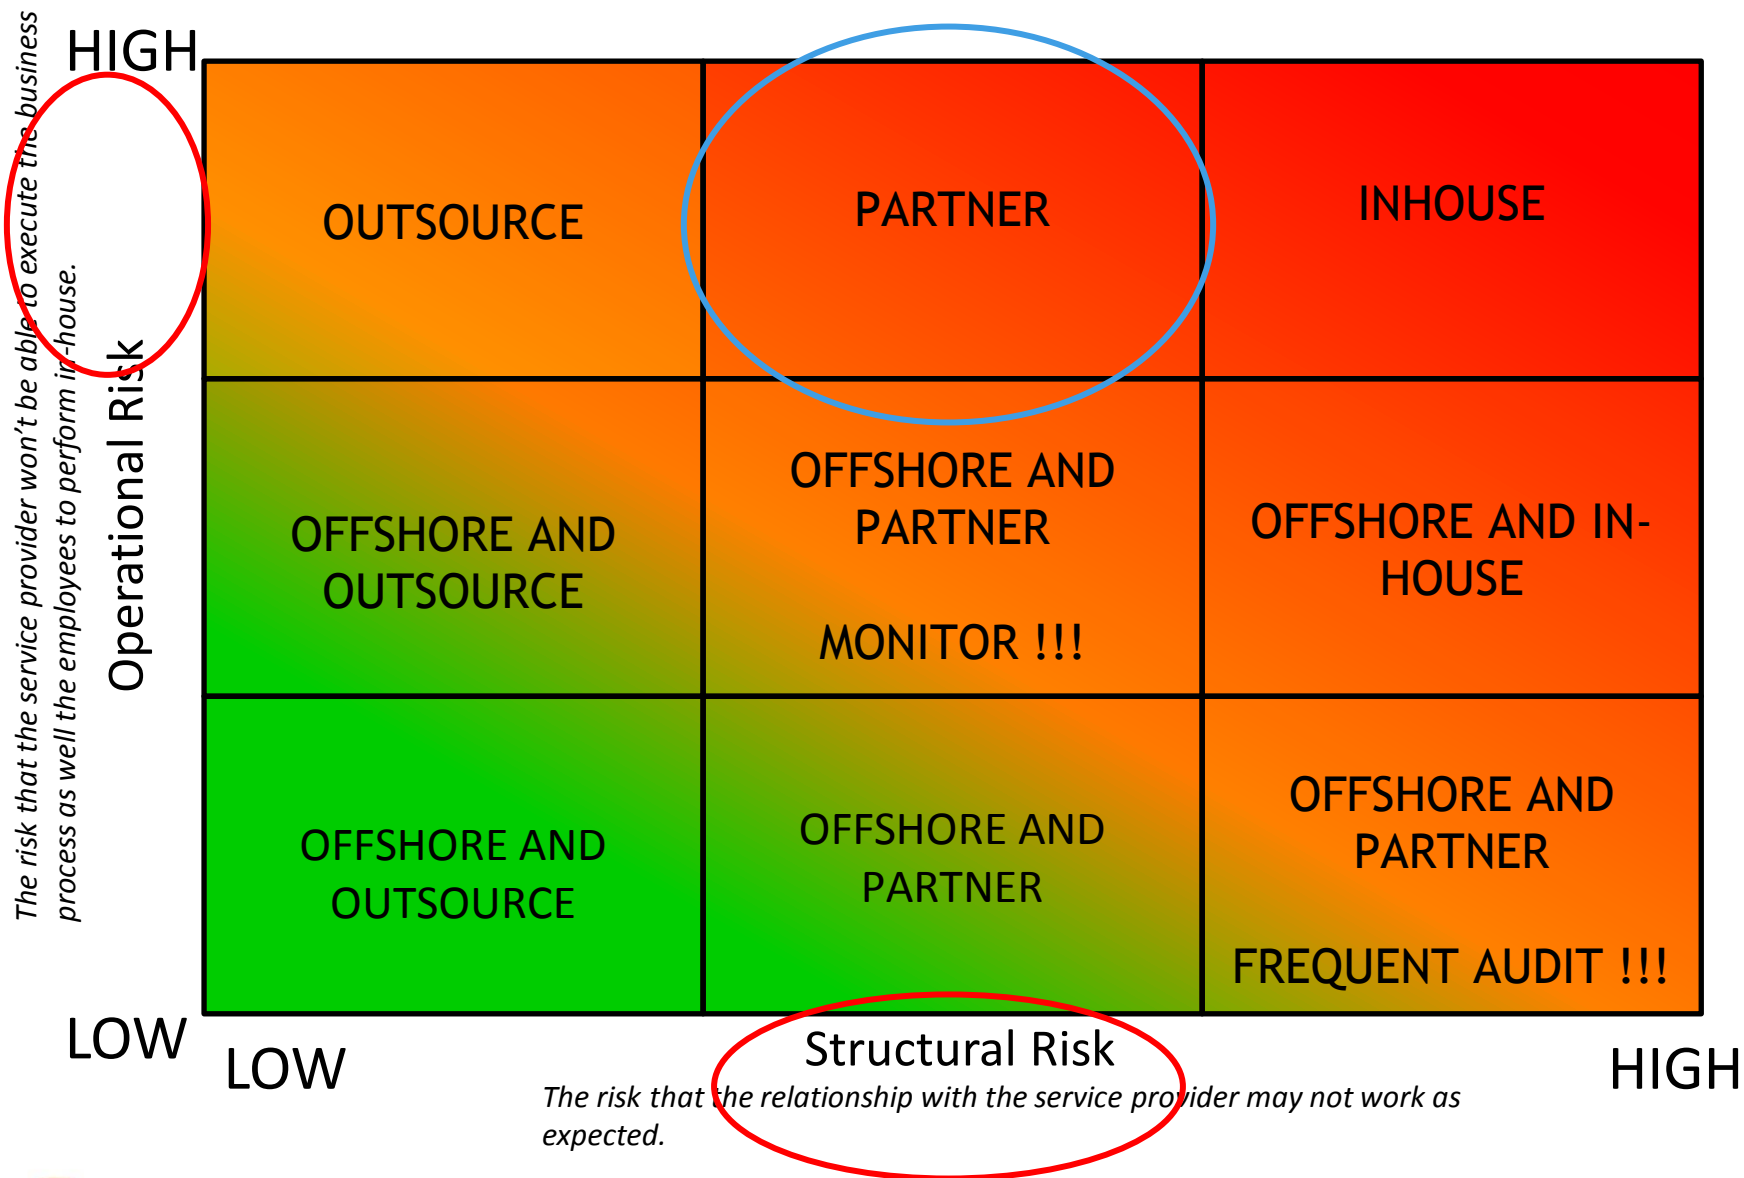 The risk that the service provider won't be able to execute the business
process as well the employees to perform in-house.
Operational Risk
HIGH
OUTSOURCE
PARTNER
INHOUSE
OFFSHORE AND
OUTSOURCE
OFFSHORE AND
PARTNER
MONITOR !!!
OFFSHORE AND IN-
HOUSE
OFFSHORE AND
OUTSOURCE
OFFSHORE AND
PARTNER
OFFSHORE AND
PARTNER
FREQUENT AUDIT !!!
LOW
LOW
Structural Risk
HIGH
The risk that the relationship with the service provider may not work as
expected.